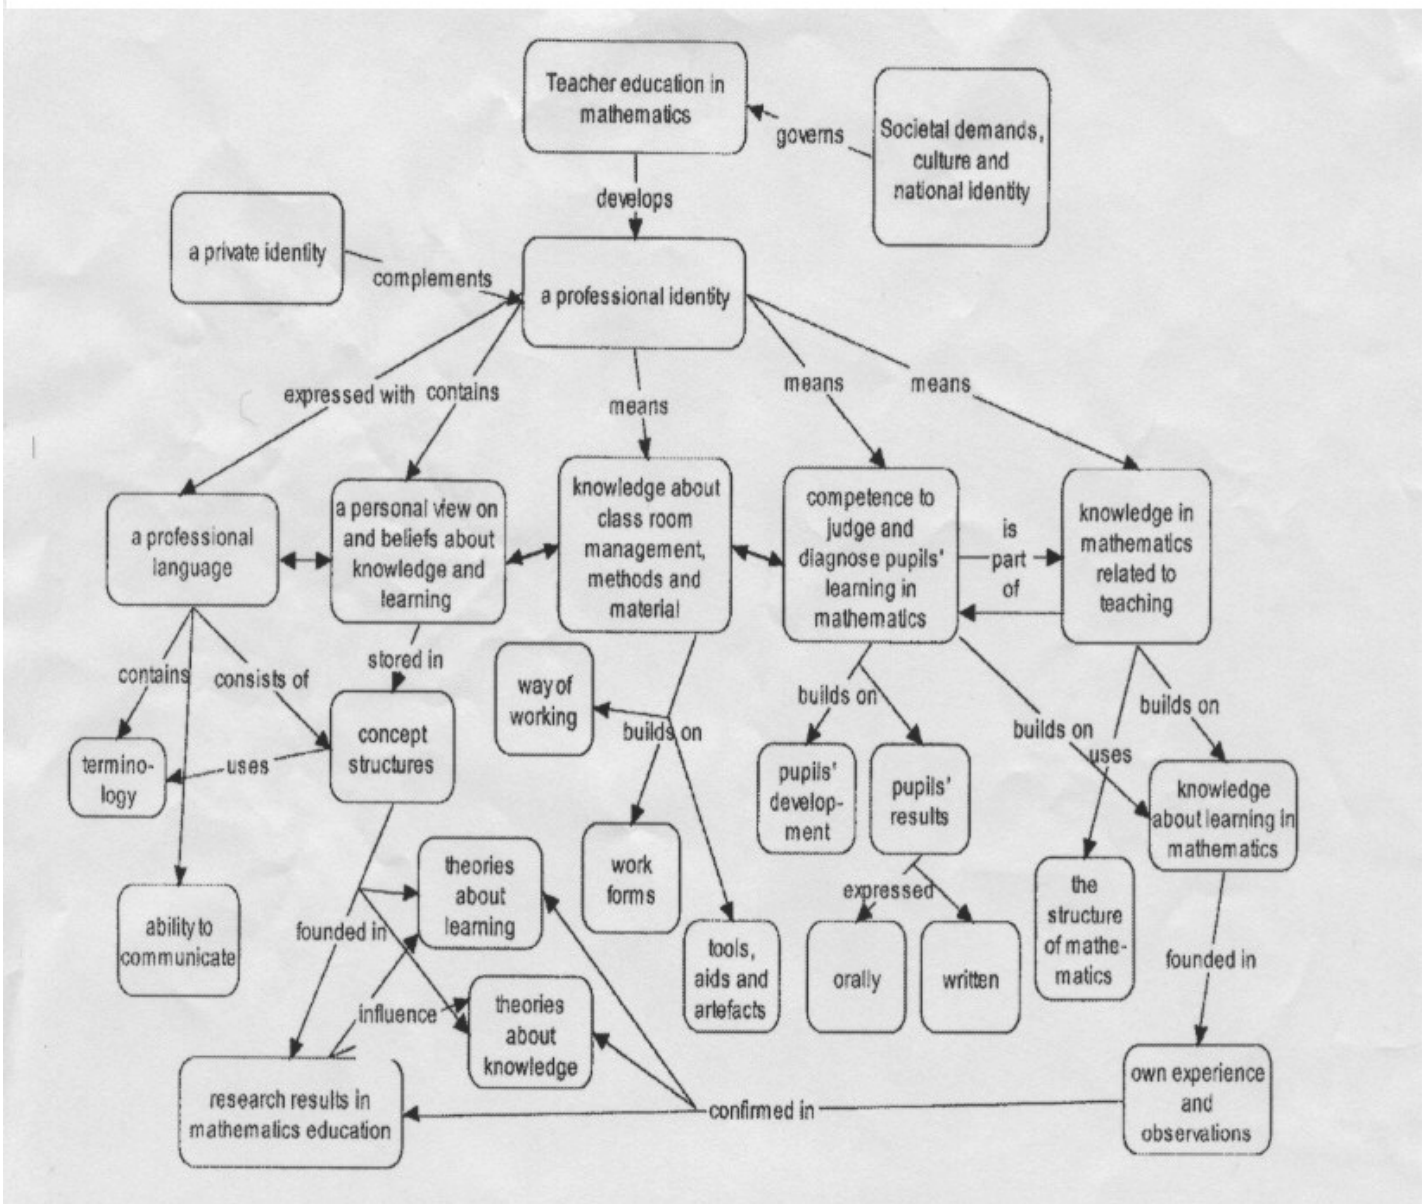 Teacher education in
mathematics
governs
Societal demands,
culture and
national identity
develops
a private identity
complements
a professional identity
expressed with
contains
means
means
means
a professional
language
a personal view on
and beliefs about
knowledge and
learning
knowledge about
class room
management,
methods and
material
competence to
judge and
diagnose pupils'
learning in
mathematics
is
part
of
knowledge in
mathematics
related to
teaching
contains
consists of
stored in
way of
working
builds on
builds on
builds on
uses
builds on
termino-
logy
uses
concept
structures
pupils'
develop-
ment
pupils'
results
knowledge
about learning in
mathematics
theories
about
learning
work
forms
expressed
the
structure
of mathe-
matics
ability to
communicate
founded in
tools,
aids and
artefacts
orally
written
founded in
influence
theories
about
knowledge
research results in
mathematics education
confirmed in
own experience
and
observations